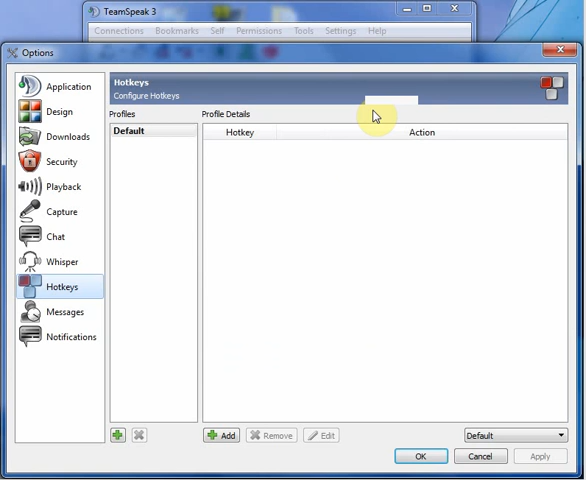 TeamSpeak 3
Connections Bookmarks Self Permissions Tools Settings Help
Options
Application
Design
Downloads
Security
Playback
Capture
Chat
Whisper
Hotkeys
Messages
Notifications
Hotkeys
Configure Hotkeys
Profiles
Default
Profile Details
Hotkey Action
Add Remove Edit
Default
OK Cancel Apply